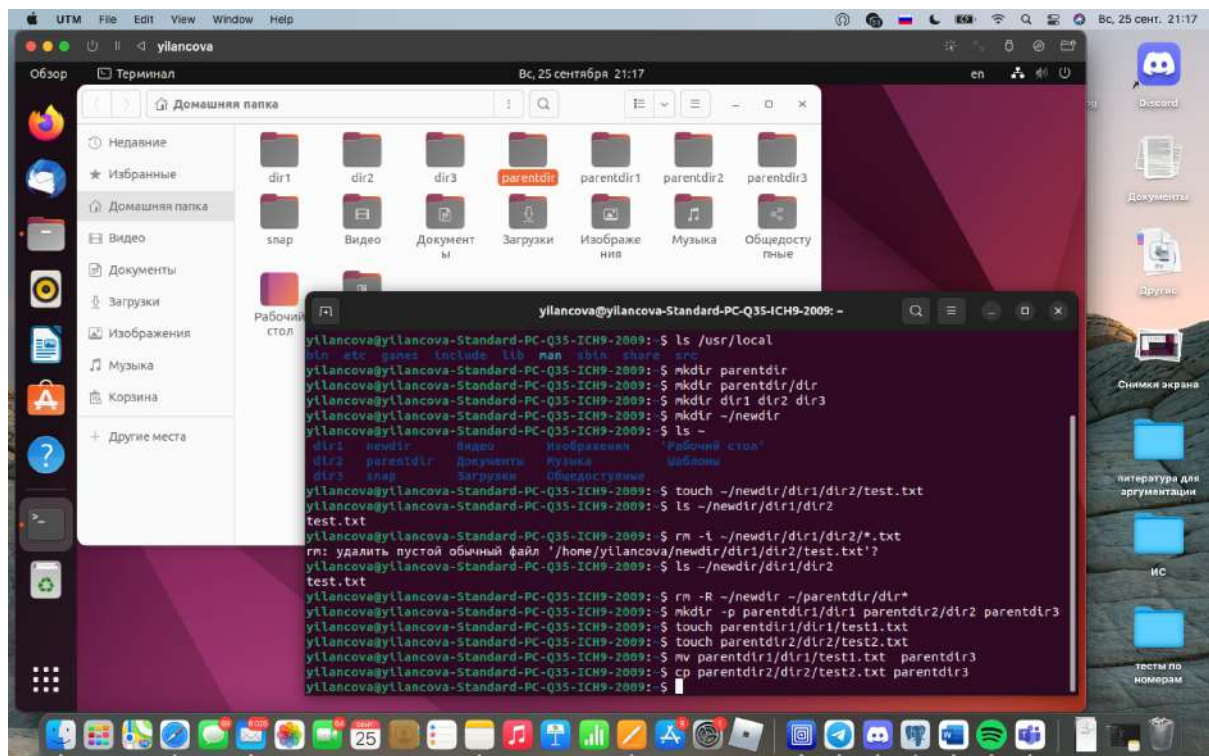 UTM File Edit View Window Help
Вс, 25 сент. 21:17
yilancova
Обзор Терминал Вс, 25 сентября 21:17 en
Домашняя папка
Недавние
Избранные
Домашняя папка
Видео
Документы
Загрузки
Изображения
Музыка
Корзина
Другие места
dir1 dir2 dir3 parentdir parentdir1 parentdir2 parentdir3
snap Видео Документ Загрузки Изображе Музыка Общедосту
ы ния пные
Рабочий
стол
yilancova@yilancova-Standard-PC-Q35-ICH9-2009: ~
yilancova@yilancova-Standard-PC-Q35-ICH9-2009:~$ ls /usr/local
bin etc games include lib man sbin share src
yilancova@yilancova-Standard-PC-Q35-ICH9-2009:~$ mkdir parentdir
yilancova@yilancova-Standard-PC-Q35-ICH9-2009:~$ mkdir parentdir/dir
yilancova@yilancova-Standard-PC-Q35-ICH9-2009:~$ mkdir dir1 dir2 dir3
yilancova@yilancova-Standard-PC-Q35-ICH9-2009:~$ mkdir ~/newdir
yilancova@yilancova-Standard-PC-Q35-ICH9-2009:~$ ls ~
dir1 newdir Видео Изображения 'Рабочий стол'
dir2 parentdir Документы Музыка Шаблоны
dir3 snap Загрузки Общедоступные
yilancova@yilancova-Standard-PC-Q35-ICH9-2009:~$ touch ~/newdir/dir1/dir2/test.txt
yilancova@yilancova-Standard-PC-Q35-ICH9-2009:~$ ls ~/newdir/dir1/dir2
test.txt
yilancova@yilancova-Standard-PC-Q35-ICH9-2009:~$ rm -i ~/newdir/dir1/dir2/*.txt
rm: удалить пустой обычный файл '/home/yilancova/newdir/dir1/dir2/test.txt'?
yilancova@yilancova-Standard-PC-Q35-ICH9-2009:~$ ls ~/newdir/dir1/dir2
test.txt
yilancova@yilancova-Standard-PC-Q35-ICH9-2009:~$ rm -R ~/newdir ~/parentdir/dir*
yilancova@yilancova-Standard-PC-Q35-ICH9-2009:~$ mkdir -p parentdir1/dir1 parentdir2/dir2 parentdir3
yilancova@yilancova-Standard-PC-Q35-ICH9-2009:~$ touch parentdir1/dir1/test1.txt
yilancova@yilancova-Standard-PC-Q35-ICH9-2009:~$ touch parentdir2/dir2/test2.txt
yilancova@yilancova-Standard-PC-Q35-ICH9-2009:~$ mv parentdir1/dir1/test1.txt  parentdir3
yilancova@yilancova-Standard-PC-Q35-ICH9-2009:~$ cp parentdir2/dir2/test2.txt parentdir3
yilancova@yilancova-Standard-PC-Q35-ICH9-2009:~$
Discord
Документы
Другие
Снимки экрана
литература для
аргументации
ИС
тесты по
номерам
СЕНТ.
25